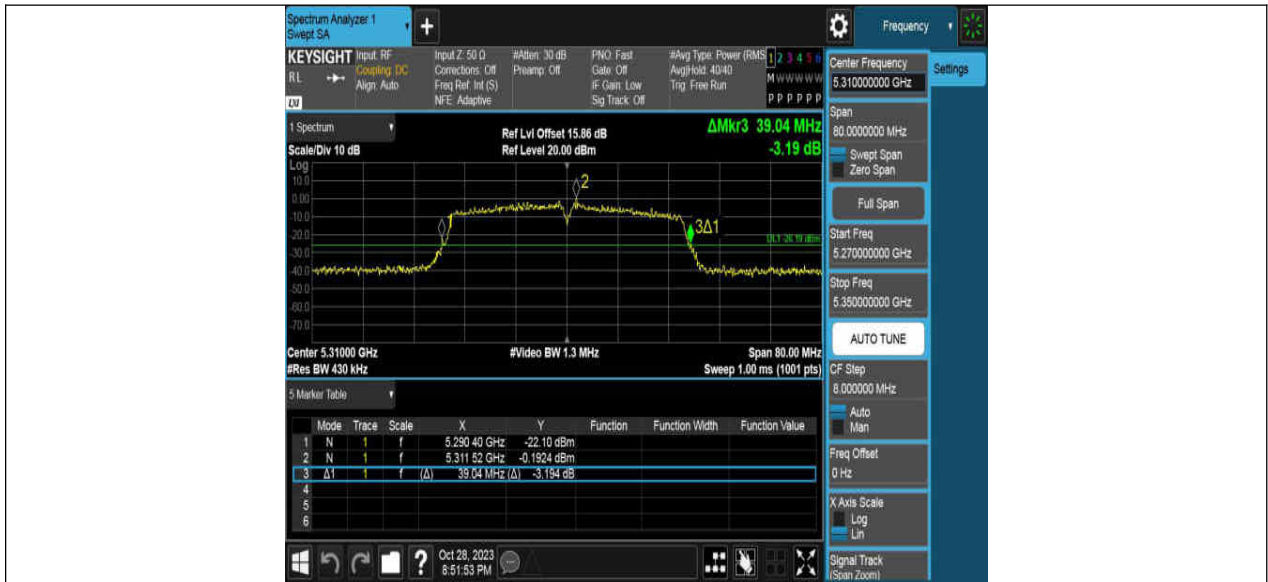 Spectrum Analyzer 1
Swept SA
+
Frequency
KEYSIGHT
RL
Input: RF
Coupling: DC
Align: Auto
Input Z: 50 Ω
Corrections: Off
Freq Ref: Int (S)
NFE: Adaptive
#Atten: 30 dB
Preamp: Off
PNO: Fast
Gate: Off
IF Gain: Low
Sig Track: Off
#Avg Type: Power (RMS
Avg|Hold: 40/40
Trig: Free Run
1 2 3 4 5 6
M W W W W W
P P P P P P
1 Spectrum
Scale/Div 10 dB
Ref Lvl Offset 15.86 dB
Ref Level 20.00 dBm
ΔMkr3 39.04 MHz
-3.19 dB
Log
10.0
0.00
-10.0
-20.0
-30.0
-40.0
-50.0
-60.0
-70.0
2
3Δ1
DL1 -26.19 dBm
Center 5.31000 GHz
#Video BW 1.3 MHz
Span 80.00 MHz
#Res BW 430 kHz
Sweep 1.00 ms (1001 pts)
5 Marker Table
Mode Trace Scale X Y Function Function Width Function Value
1 N 1 f 5.290 40 GHz -22.10 dBm
2 N 1 f 5.311 52 GHz -0.1924 dBm
3 Δ1 1 f (Δ) 39.04 MHz (Δ) -3.194 dB
4
5
6
?
Oct 28, 2023
8:51:53 PM
Center Frequency
5.310000000 GHz
Settings
Span
80.0000000 MHz
Swept Span
Zero Span
Full Span
Start Freq
5.270000000 GHz
Stop Freq
5.350000000 GHz
AUTO TUNE
CF Step
8.000000 MHz
Auto
Man
Freq Offset
0 Hz
X Axis Scale
Log
Lin
Signal Track
(Span Zoom)